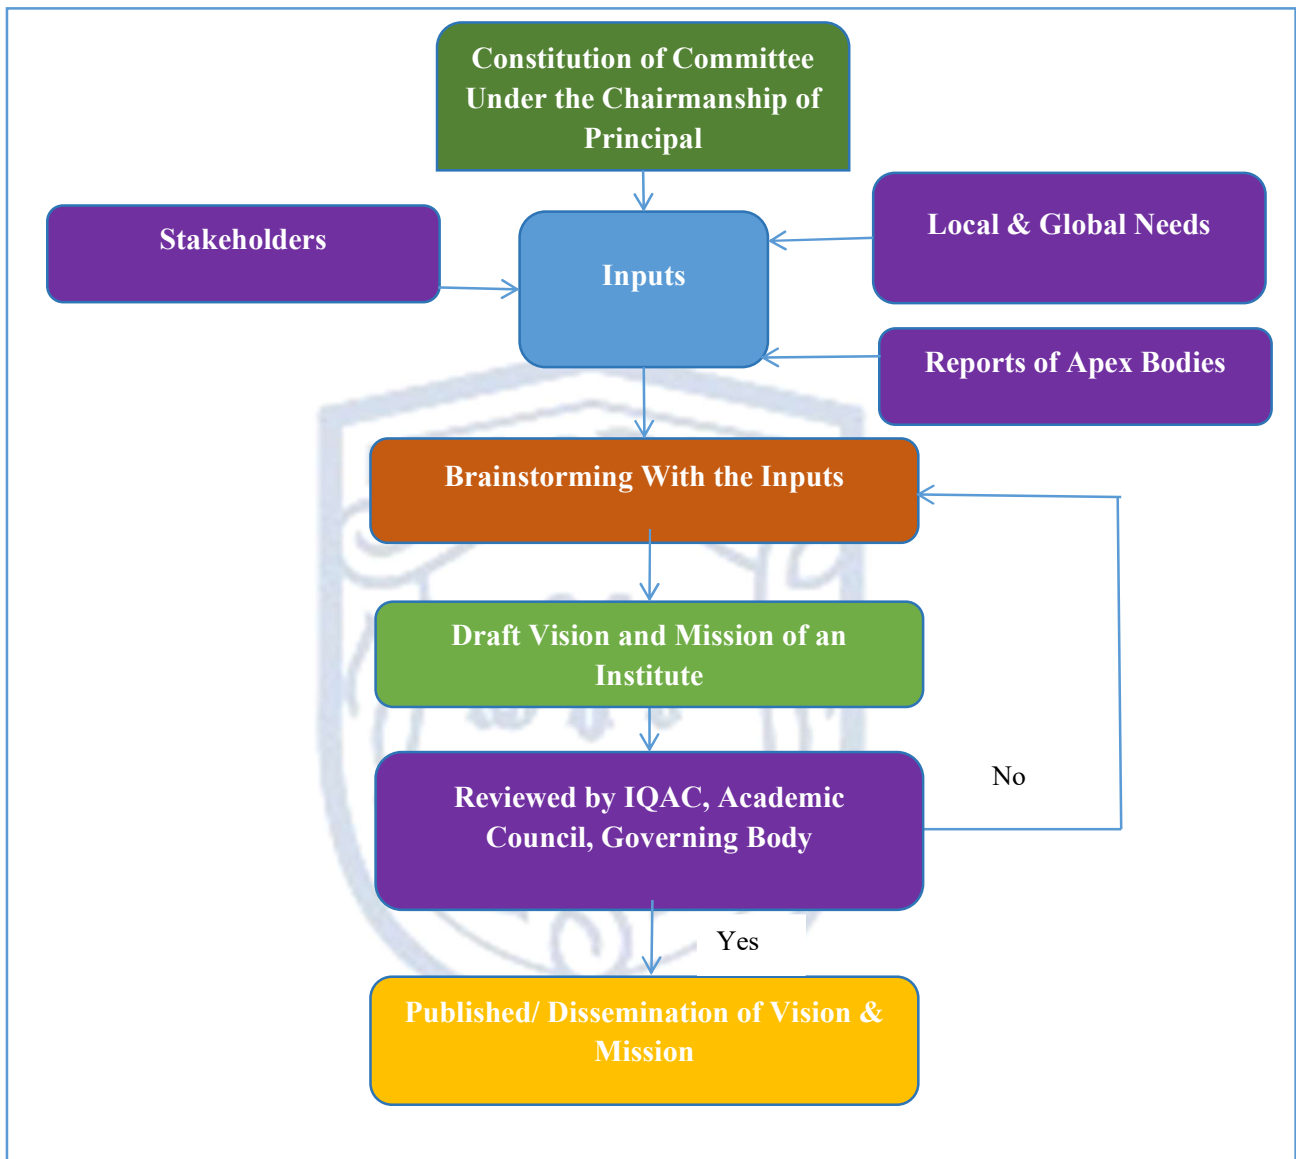 Constitution of Committee
Under the Chairmanship of
Principal
Stakeholders
Inputs
Local & Global Needs
Reports of Apex Bodies
Brainstorming With the Inputs
Draft Vision and Mission of an
Institute
Reviewed by IQAC, Academic
Council, Governing Body
No
Yes
Published/ Dissemination of Vision &
Mission